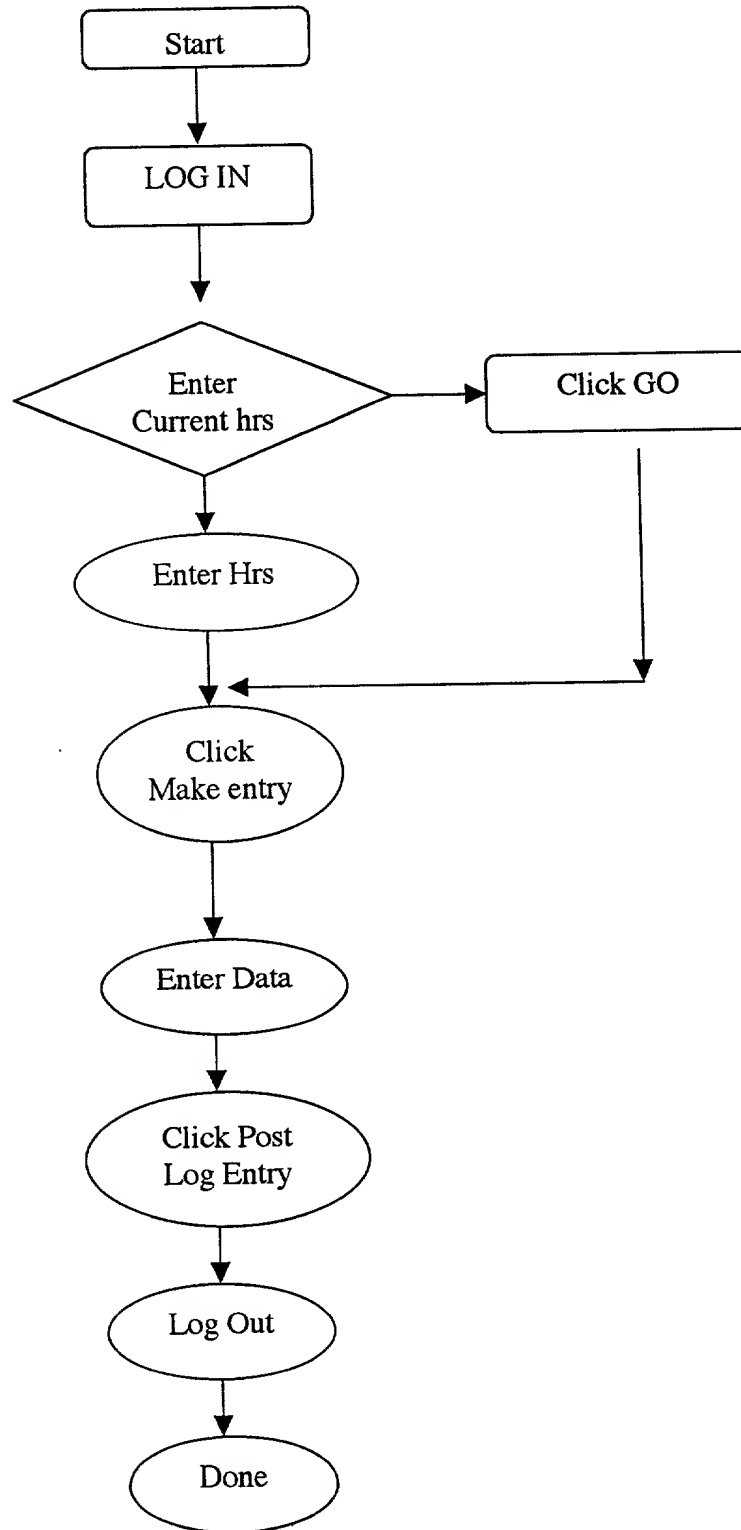 Start
LOG IN
Enter
Current hrs
Click GO
Enter Hrs
Click
Make entry
Enter Data
Click Post
Log Entry
Log Out
Done